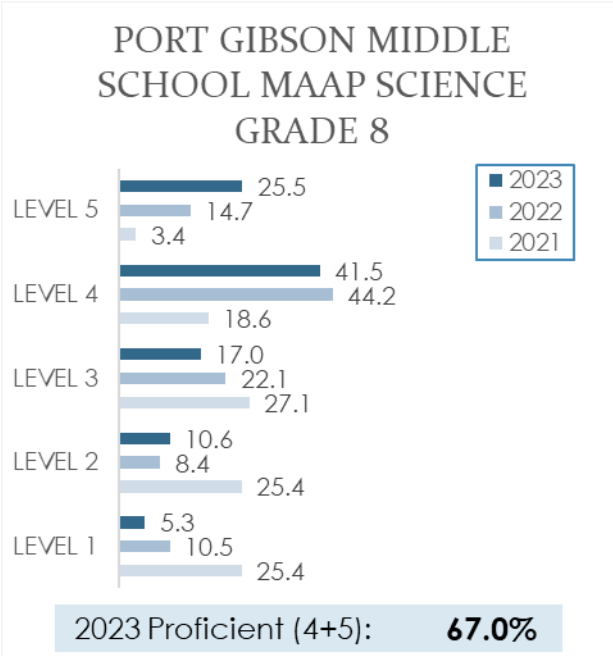 PORT GIBSON MIDDLE
SCHOOL MAAP SCIENCE
GRADE 8
2023
2022
2021
LEVEL 5
25.5
14.7
3.4
LEVEL 4
41.5
44.2
18.6
LEVEL 3
17.0
22.1
27.1
LEVEL 2
10.6
8.4
25.4
LEVEL 1
5.3
10.5
25.4
2023 Proficient (4+5): 67.0%